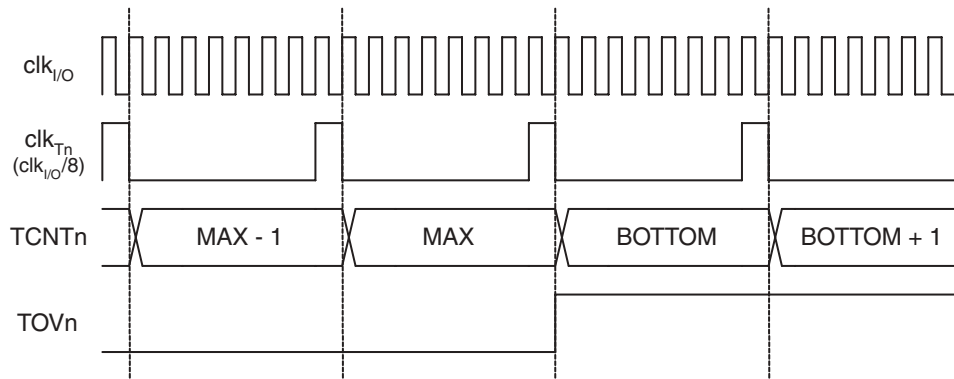 clkI/O
clkTn
(clkI/O/8)
TCNTn
MAX - 1
MAX
BOTTOM
BOTTOM + 1
TOVn